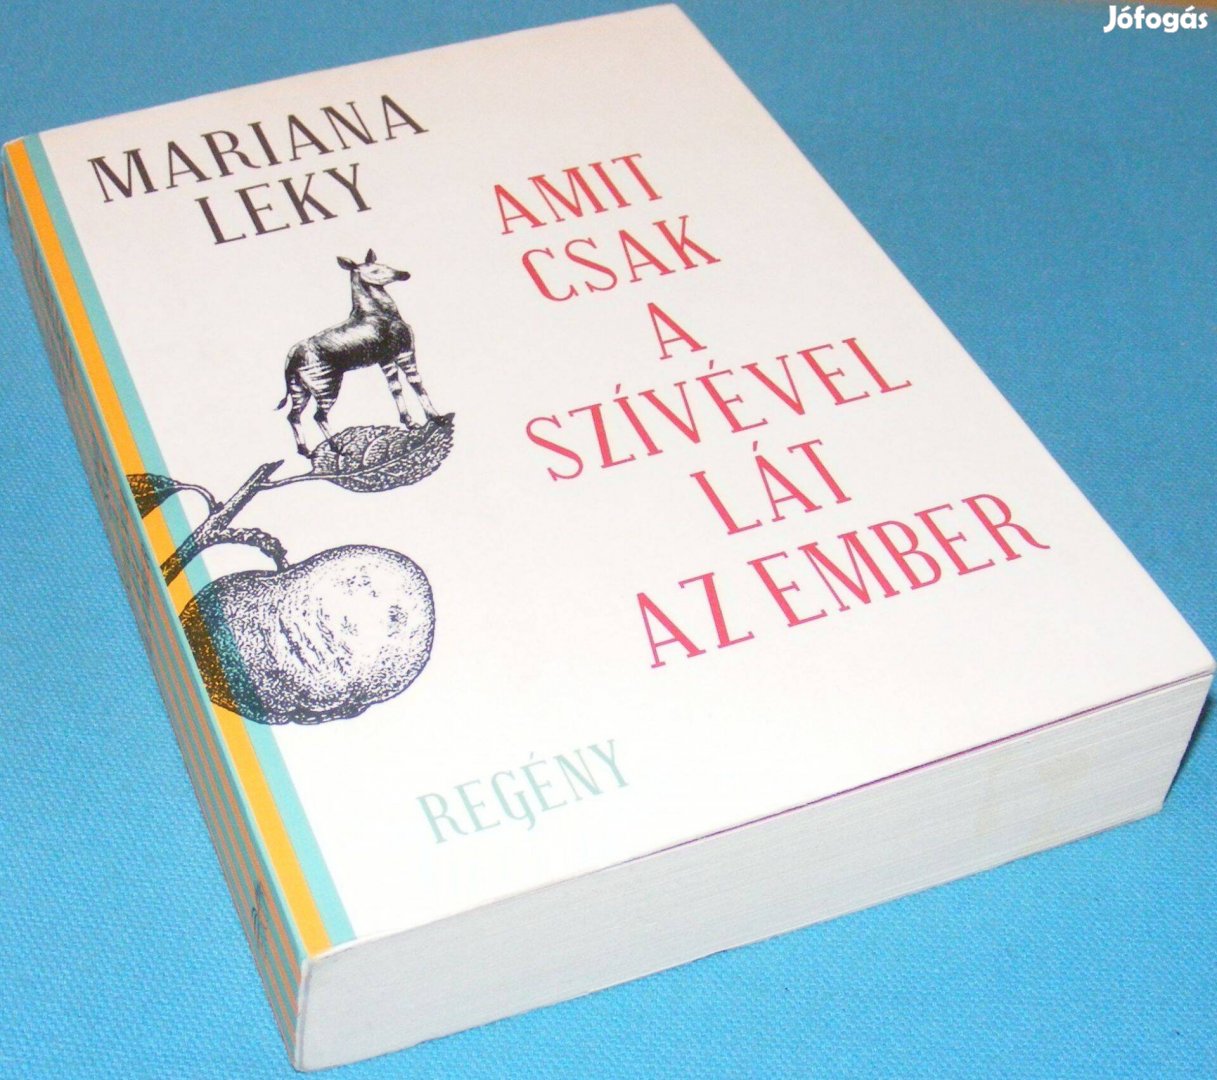 Jófogás
MARIANA
LEKY
AMIT
CSAK
A
SZÍVÉVEL
LÁT
AZ EMBER
REGÉNY